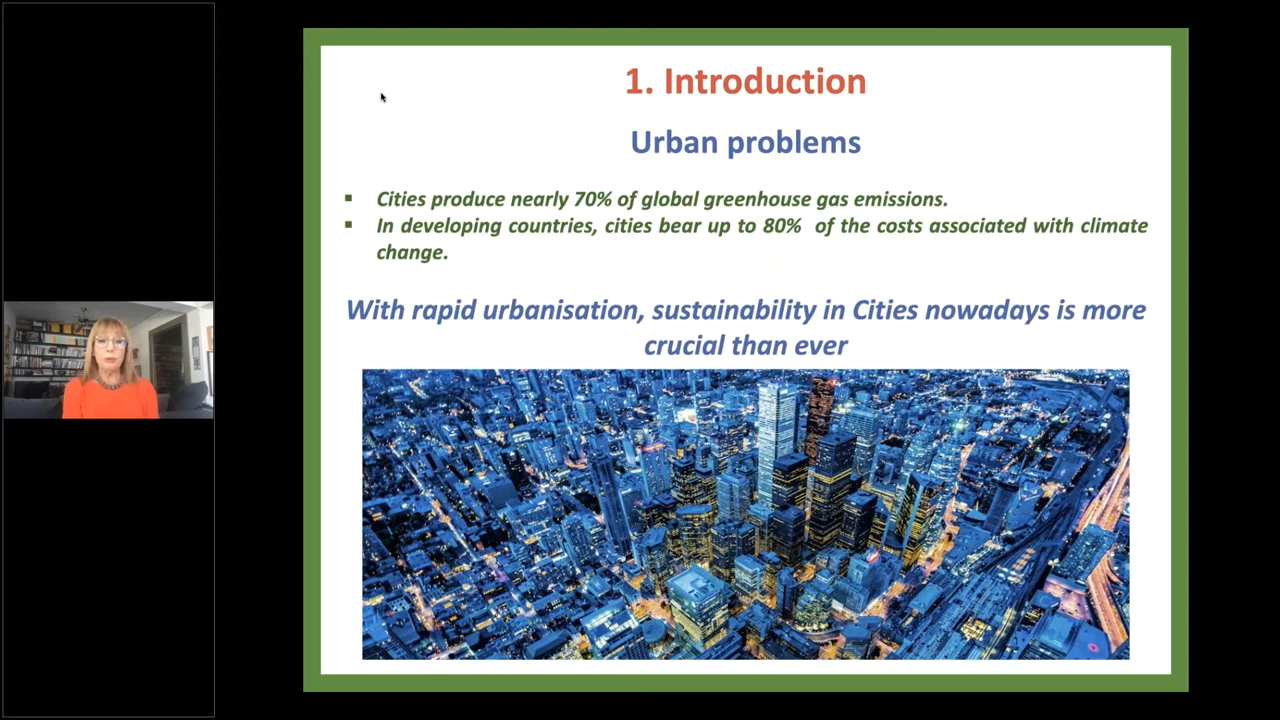 1. Introduction
Urban problems
▪ Cities produce nearly 70% of global greenhouse gas emissions.
▪ In developing countries, cities bear up to 80% of the costs associated with climate
change.
With rapid urbanisation, sustainability in Cities nowadays is more
crucial than ever